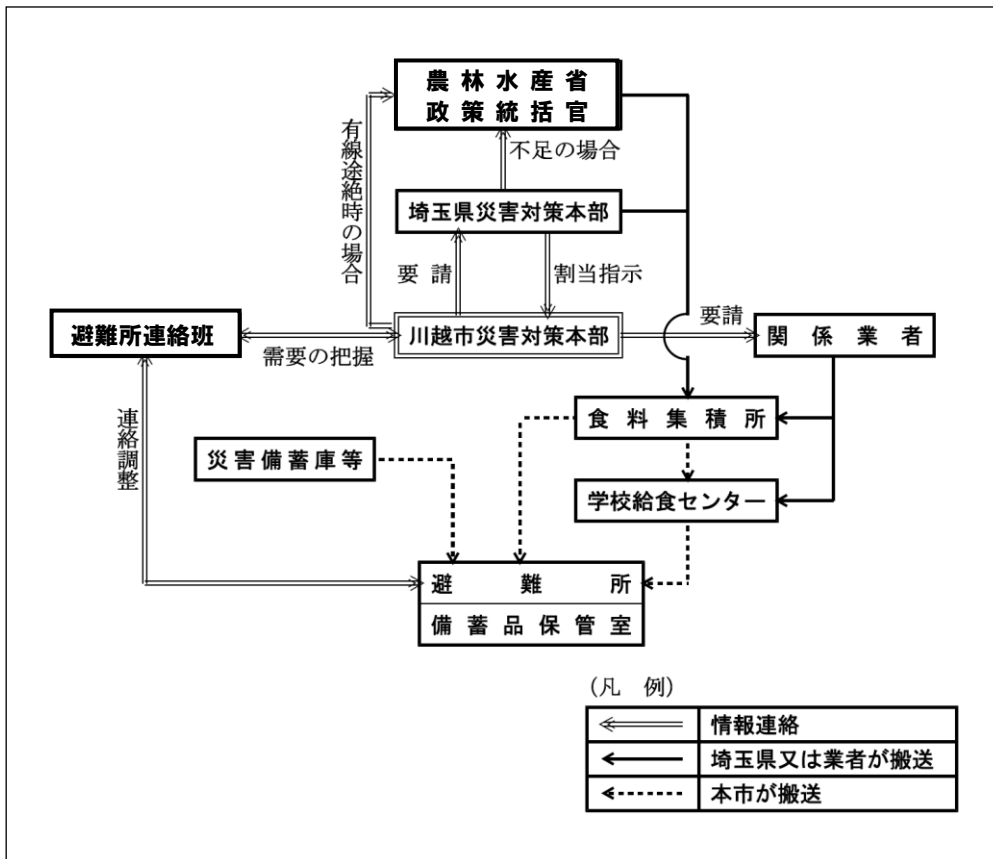 農林水産省
政策統括官
有線途絶時の場合
不足の場合
埼玉県災害対策本部
要請
割当指示
避難所連絡班
川越市災害対策本部
要請
関係業者
需要の把握
連絡調整
食料集積所
災害備蓄庫等
学校給食センター
避難所
備蓄品保管室
(凡 例)
情報連絡
埼玉県又は業者が搬送
本市が搬送